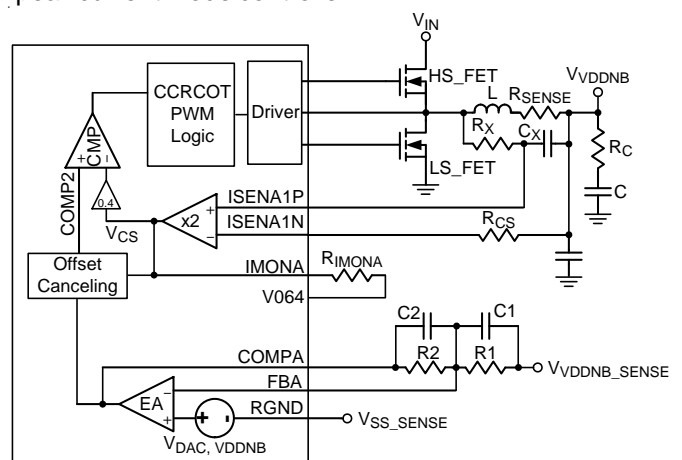 V_IN
HS_FET
CCRCOT
PWM
Logic
Driver
L
R_SENSE
V_VDDNB
R_X
C_X
R_C
C
LS_FET
CMP
+
-
COMP2
0.4
V_CS
x2
+
-
ISENA1P
ISENA1N
R_CS
Offset
Canceling
IMONA
R_IMONA
V064
C2
C1
COMPA
R2
R1
V_VDDNB_SENSE
FBA
EA
-
+
RGND
V_SS_SENSE
+
-
V_DAC, VDDNB